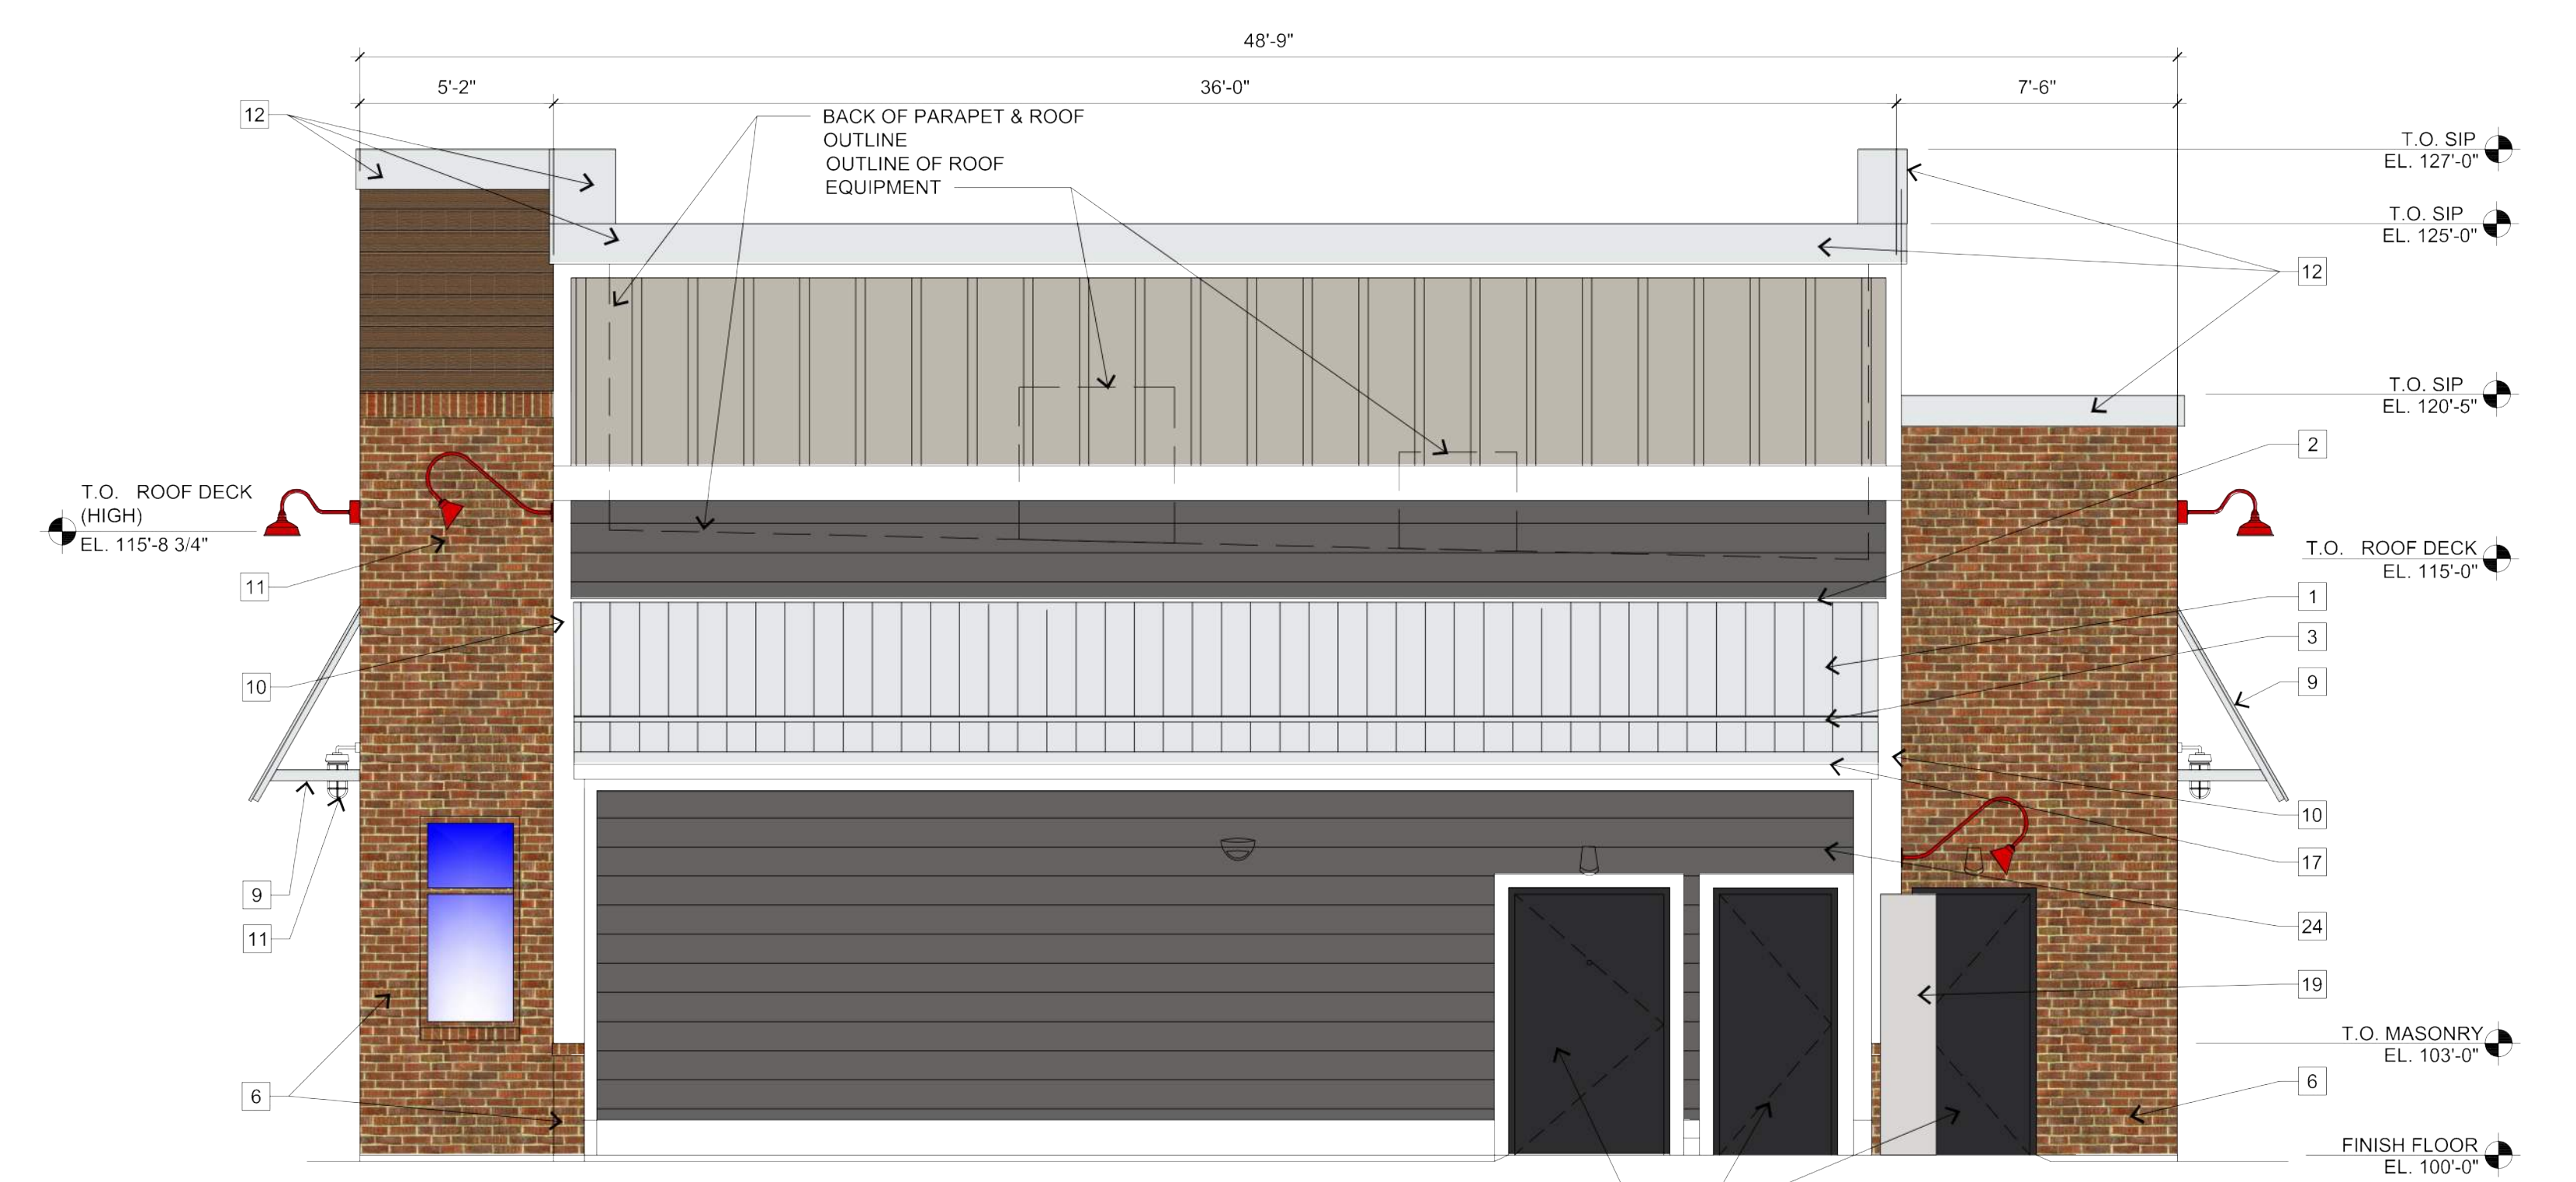 48'-9"
5'-2"
36'-0"
7'-6"
12
BACK OF PARAPET & ROOF
OUTLINE
OUTLINE OF ROOF
EQUIPMENT
T.O. SIP
EL. 127'-0"
T.O. SIP
EL. 125'-0"
12
T.O. SIP
EL. 120'-5"
2
T.O. ROOF DECK
(HIGH)
EL. 115'-8 3/4"
T.O. ROOF DECK
EL. 115'-0"
11
1
3
10
9
10
17
9
24
11
19
T.O. MASONRY
EL. 103'-0"
6
6
FINISH FLOOR
EL. 100'-0"